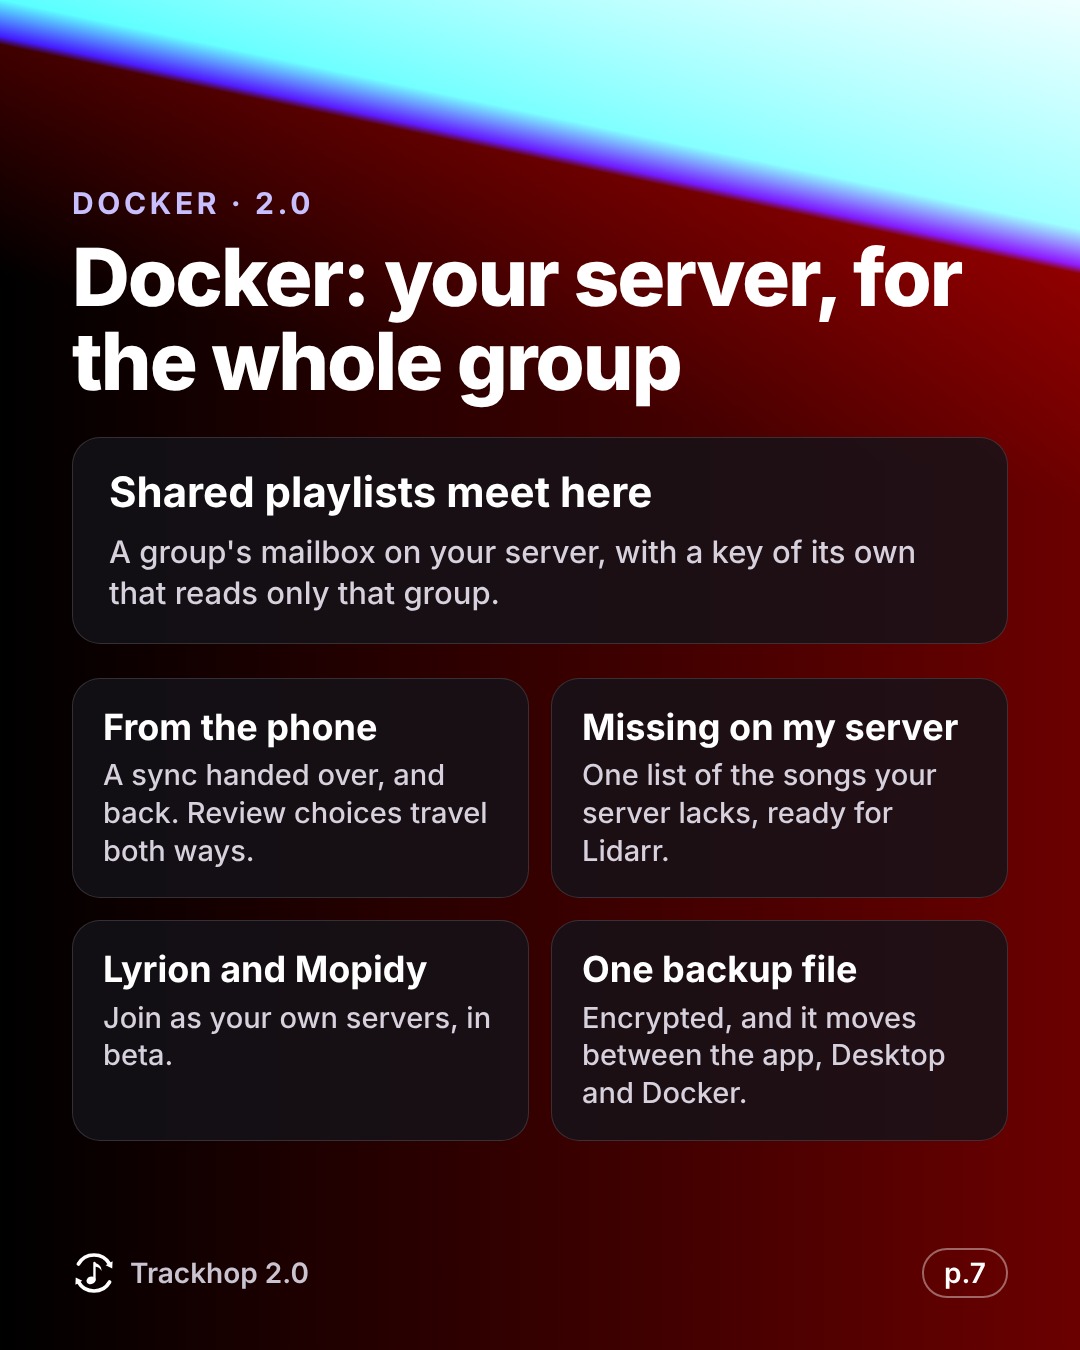 DOCKER · 2.0
Docker: your server, for
the whole group
Shared playlists meet here
A group's mailbox on your server, with a key of its own
that reads only that group.
From the phone
A sync handed over, and
back. Review choices travel
both ways.
Missing on my server
One list of the songs your
server lacks, ready for
Lidarr.
Lyrion and Mopidy
Join as your own servers, in
beta.
One backup file
Encrypted, and it moves
between the app, Desktop
and Docker.
Trackhop 2.0
p.7